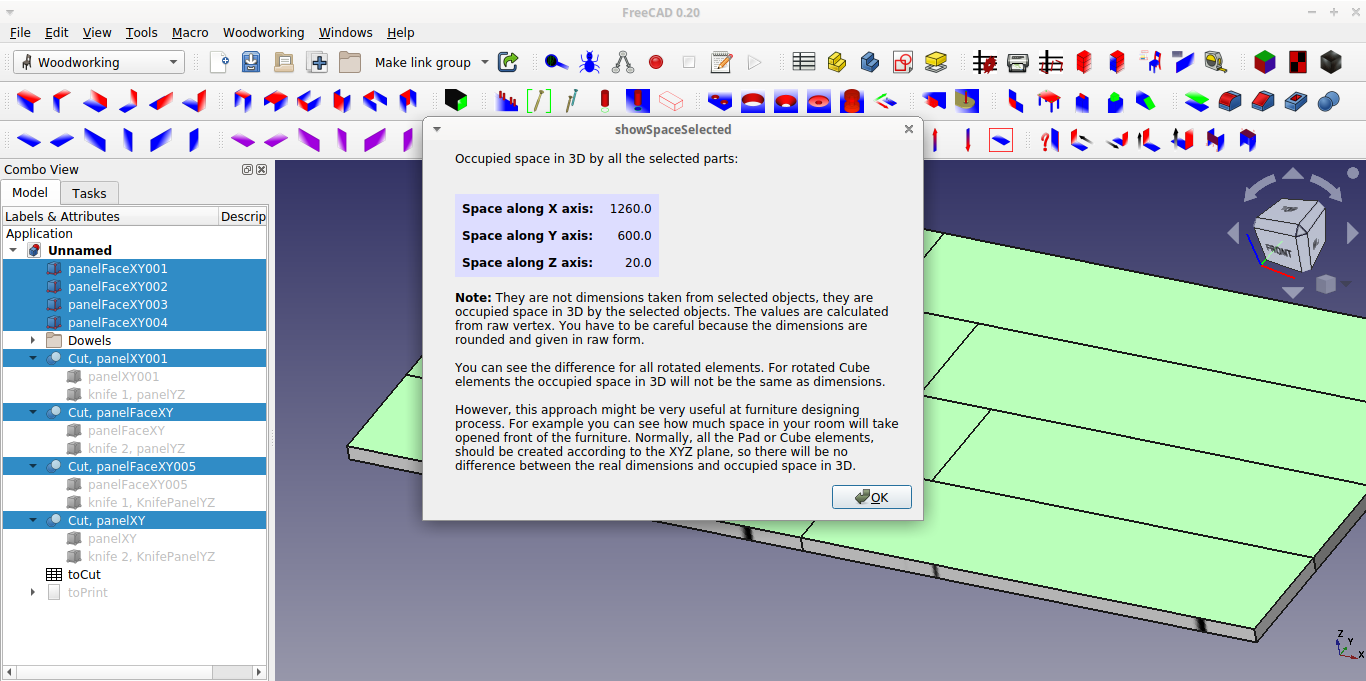 FreeCAD 0.20
File Edit View Tools Macro Woodworking Windows Help
Woodworking
Make link group
Combo View
Model Tasks
Labels & Attributes Descrip
Application
Unnamed
panelFaceXY001
panelFaceXY002
panelFaceXY003
panelFaceXY004
Dowels
Cut, panelXY001
panelXY001
knife 1, panelYZ
Cut, panelFaceXY
panelFaceXY
knife 2, panelYZ
Cut, panelFaceXY005
panelFaceXY005
knife 1, KnifePanelYZ
Cut, panelXY
panelXY
knife 2, KnifePanelYZ
toCut
toPrint
showSpaceSelected
Occupied space in 3D by all the selected parts:
Space along X axis: 1260.0
Space along Y axis: 600.0
Space along Z axis: 20.0
Note: They are not dimensions taken from selected objects, they are
occupied space in 3D by the selected objects. The values are calculated
from raw vertex. You have to be careful because the dimensions are
rounded and given in raw form.
You can see the difference for all rotated elements. For rotated Cube
elements the occupied space in 3D will not be the same as dimensions.
However, this approach might be very useful at furniture designing
process. For example you can see how much space in your room will take
opened front of the furniture. Normally, all the Pad or Cube elements,
should be created according to the XYZ plane, so there will be no
difference between the real dimensions and occupied space in 3D.
OK
FRONT
Z
Y
X